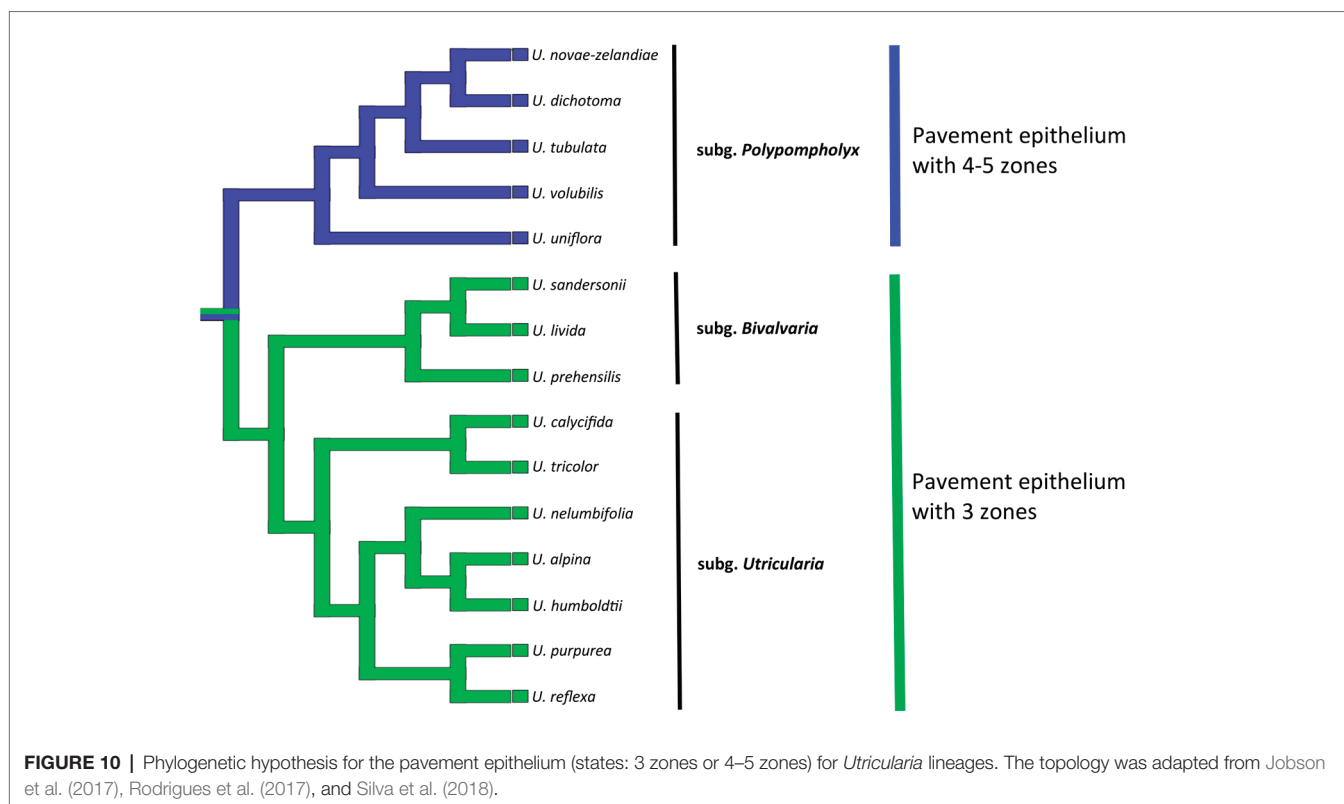 U. novae-zelandiae
U. dichotoma
U. tubulata
U. volubilis
U. uniflora
subg. Polypompholyx
Pavement epithelium
with 4-5 zones
U. sandersonii
U. livida
U. prehensilis
subg. Bivalvaria
U. calycifida
U. tricolor
U. nelumbifolia
U. alpina
U. humboldtii
U. purpurea
U. reflexa
subg. Utricularia
Pavement epithelium
with 3 zones
FIGURE 10 | Phylogenetic hypothesis for the pavement epithelium (states: 3 zones or 4–5 zones) for Utricularia lineages. The topology was adapted from Jobson
et al. (2017), Rodrigues et al. (2017), and Silva et al. (2018).